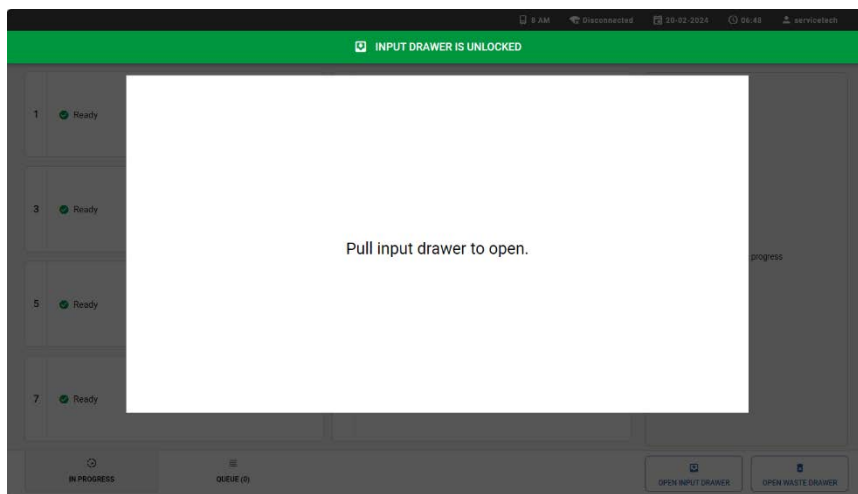 8 AM Disconnected 20-02-2024 06:48 servicetech
INPUT DRAWER IS UNLOCKED
1 Ready
3 Ready
Pull input drawer to open.
progress
5 Ready
7 Ready
IN PROGRESS
QUEUE (0)
OPEN INPUT DRAWER
OPEN WASTE DRAWER